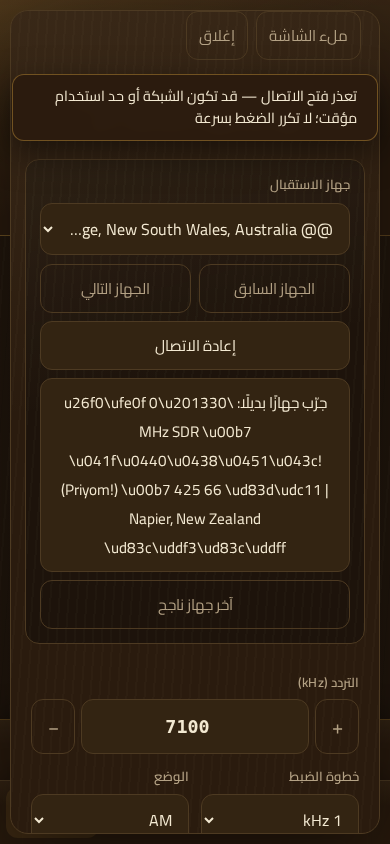 ملء الشاشة
إغلاق
تعذر فتح الاتصال — قد تكون الشبكة أو حد استخدام
مؤقت؛ لا تكرر الضغط بسرعة
جهاز الاستقبال
@@ ge, New South Wales, Australia...
الجهاز السابق
الجهاز التالي
إعادة الاتصال
جرّب جهازًا بديلًا: \u26f0\ufe0f 0\u201330
MHz SDR \u00b7
\u041f\u0440\u0438\u0451\u043c!
(Priyom!) \u00b7 425 66 \ud83d\udc11 |
Napier, New Zealand
\ud83c\uddf3\ud83c\uddff
آخر جهاز ناجح
التردد (kHz)
+
7100
−
خطوة الضبط
الوضع
1 kHz
AM